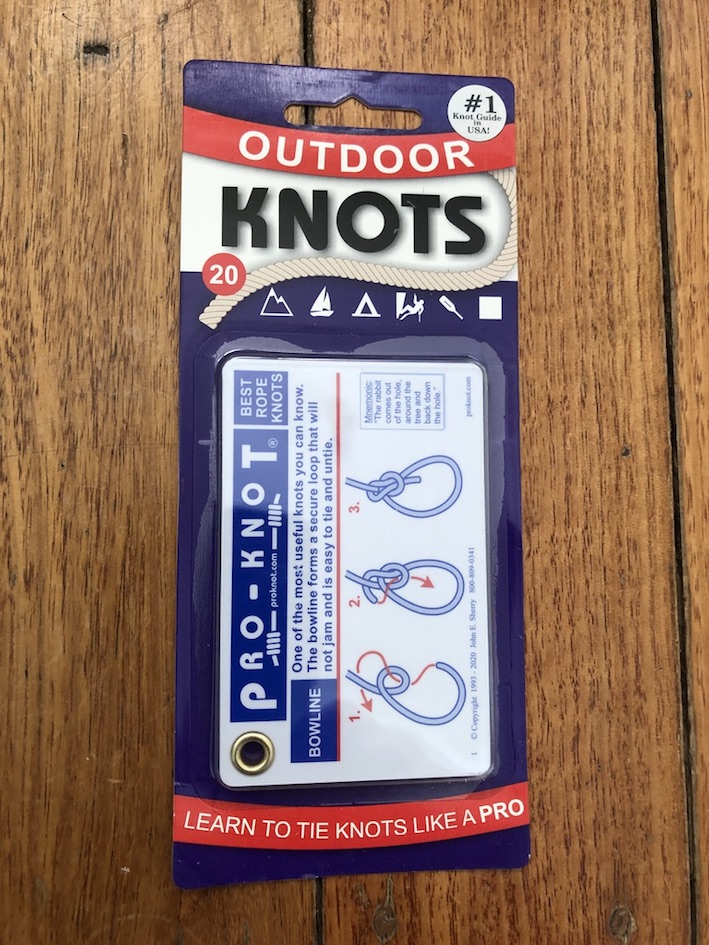 #1
Knot Guide
in
USA!
OUTDOOR
KNOTS
20
PRO-KNOT®
proknot.com
BEST
ROPE
KNOTS
BOWLINE
One of the most useful knots you can know.
The bowline forms a secure loop that will
not jam and is easy to tie and untie.
1.
2.
3.
Mnemonic:
"The rabbit
comes out
of the hole,
around the
tree and
back down
the hole."
1
© Copyright 1993 - 2020 John E. Sherry 800-809-0341
proknot.com
LEARN TO TIE KNOTS LIKE A PRO